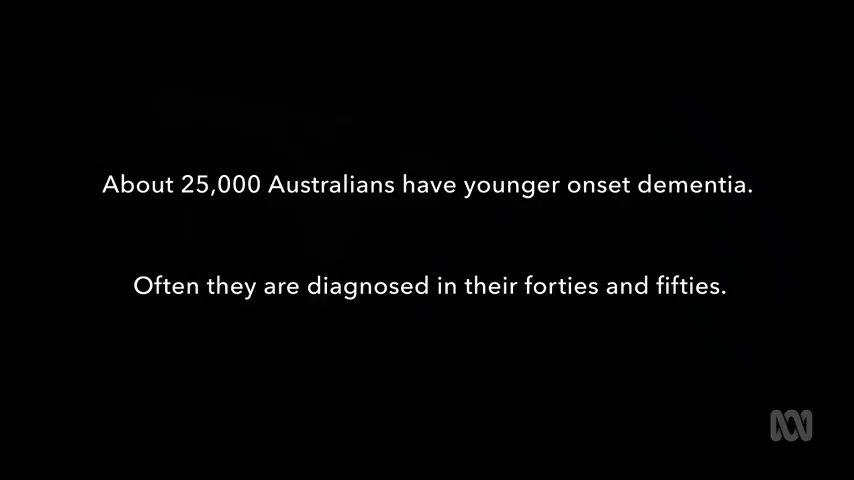 About 25,000 Australians have younger onset dementia.
Often they are diagnosed in their forties and fifties.